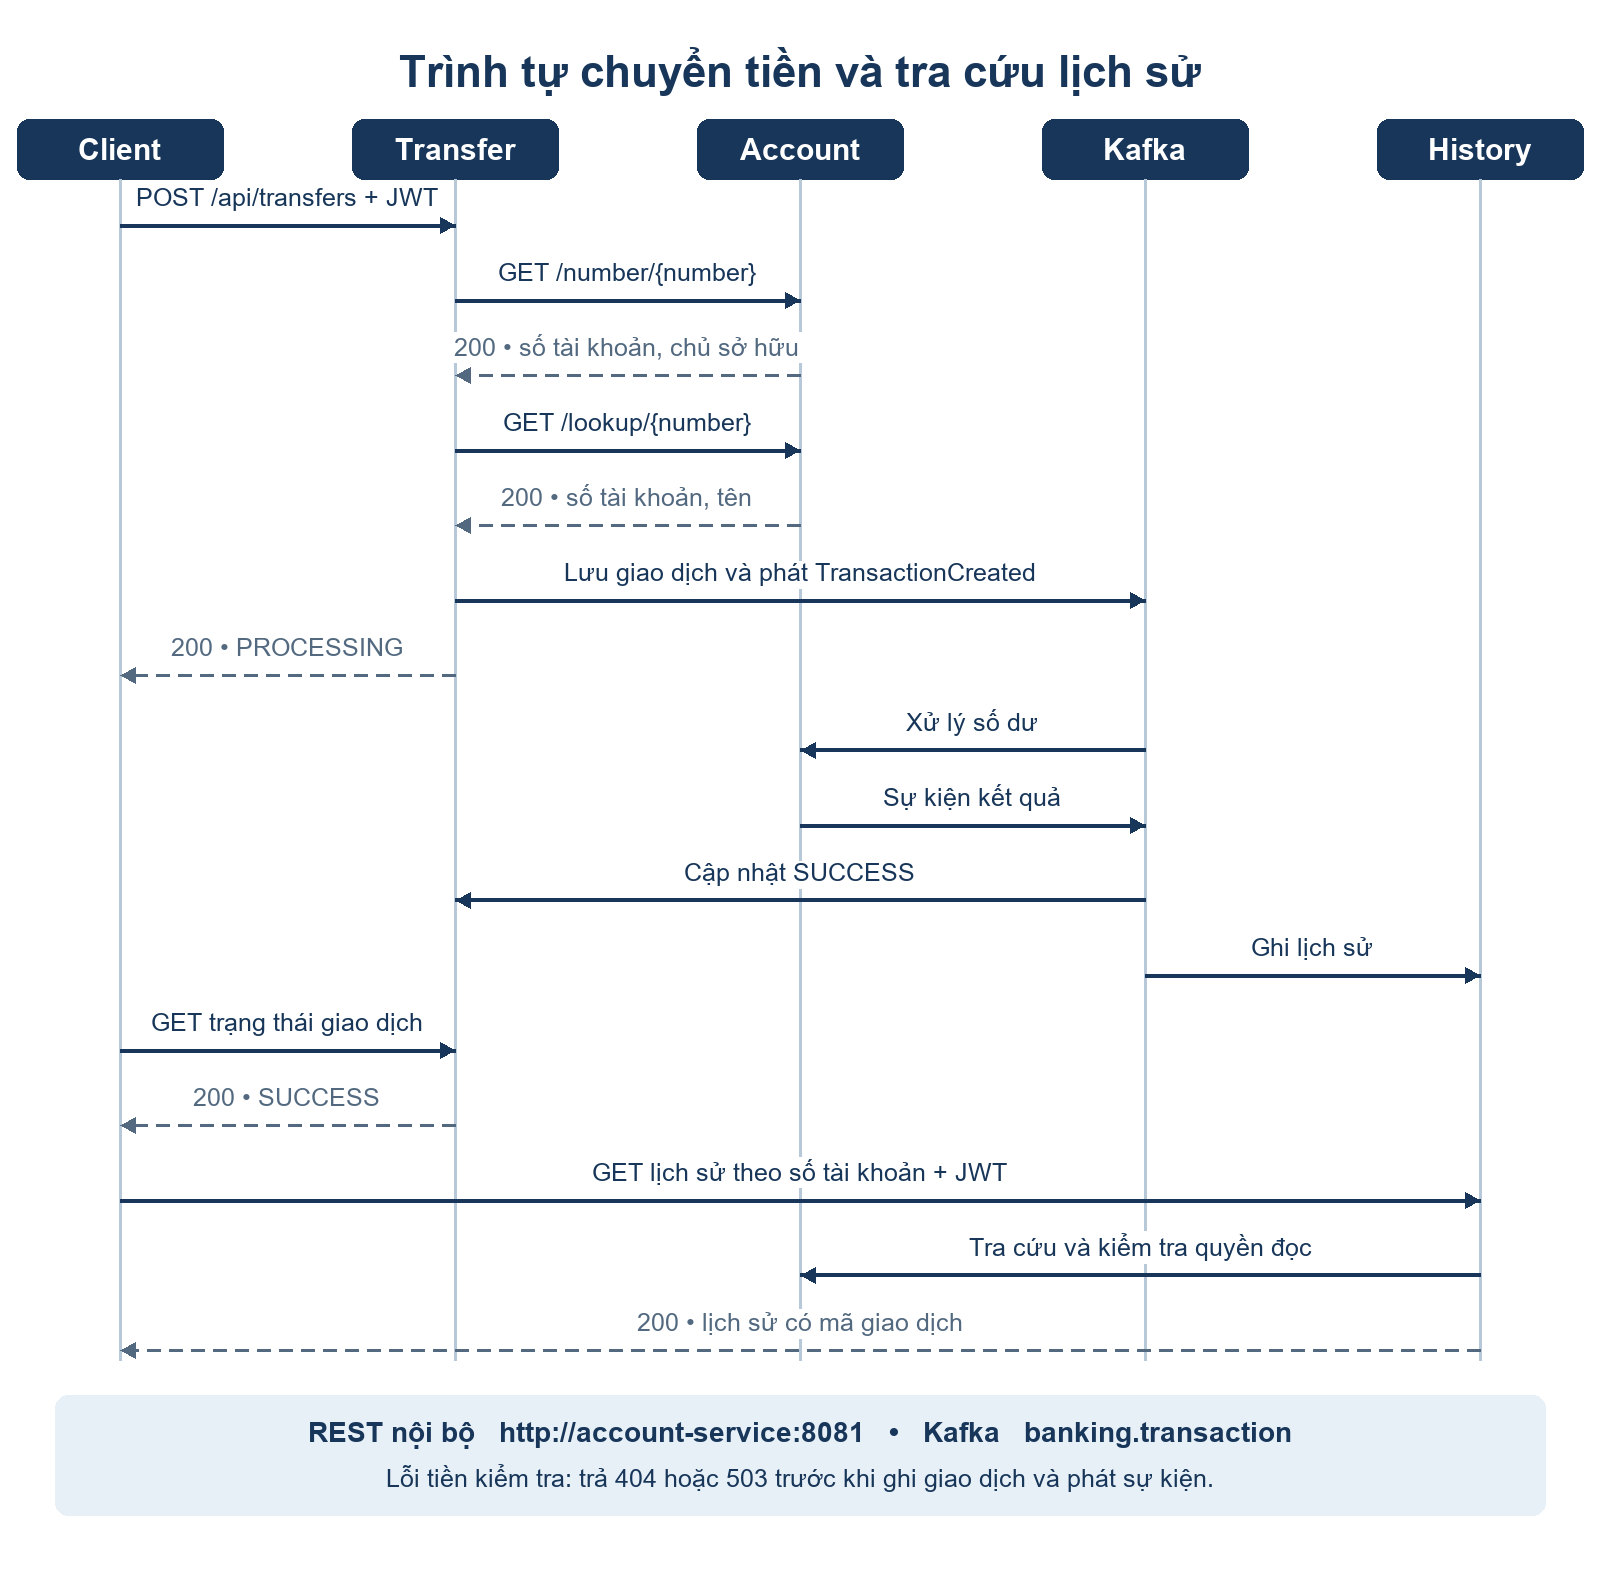 Trình tự chuyển tiền và tra cứu lịch sử
Client
Transfer
Account
Kafka
History
POST /api/transfers + JWT
GET /number/{number}
200 • số tài khoản, chủ sở hữu
GET /lookup/{number}
200 • số tài khoản, tên
Lưu giao dịch và phát TransactionCreated
200 • PROCESSING
Xử lý số dư
Sự kiện kết quả
Cập nhật SUCCESS
Ghi lịch sử
GET trạng thái giao dịch
200 • SUCCESS
GET lịch sử theo số tài khoản + JWT
Tra cứu và kiểm tra quyền đọc
200 • lịch sử có mã giao dịch
REST nội bộ http://account-service:8081 • Kafka banking.transaction
Lỗi tiền kiểm tra: trả 404 hoặc 503 trước khi ghi giao dịch và phát sự kiện.